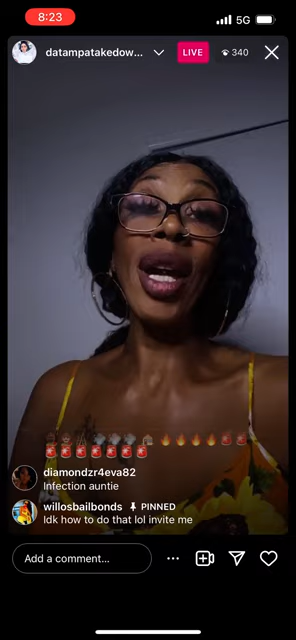 8:23
5G
datampatakedow...
LIVE
340
diamondzr4eva82
Infection auntie
willosbailbonds PINNED
Idk how to do that lol invite me
Add a comment...